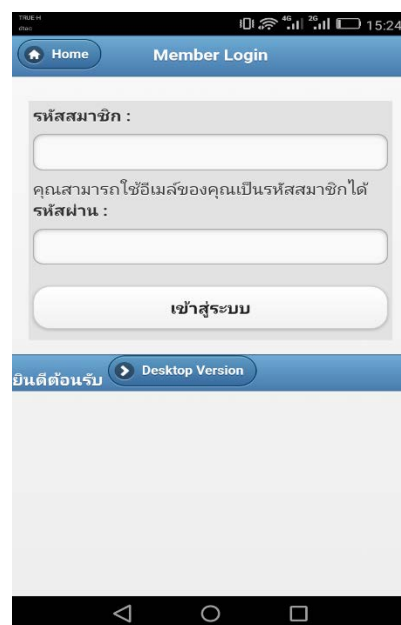 TRUE-H
dtac
4G
2G
15:24
Home
Member Login
รหัสสมาชิก :
คุณสามารถใช้อีเมล์ของคุณเป็นรหัสสมาชิกได้
รหัสผ่าน :
เข้าสู่ระบบ
ยินดีต้อนรับ
Desktop Version